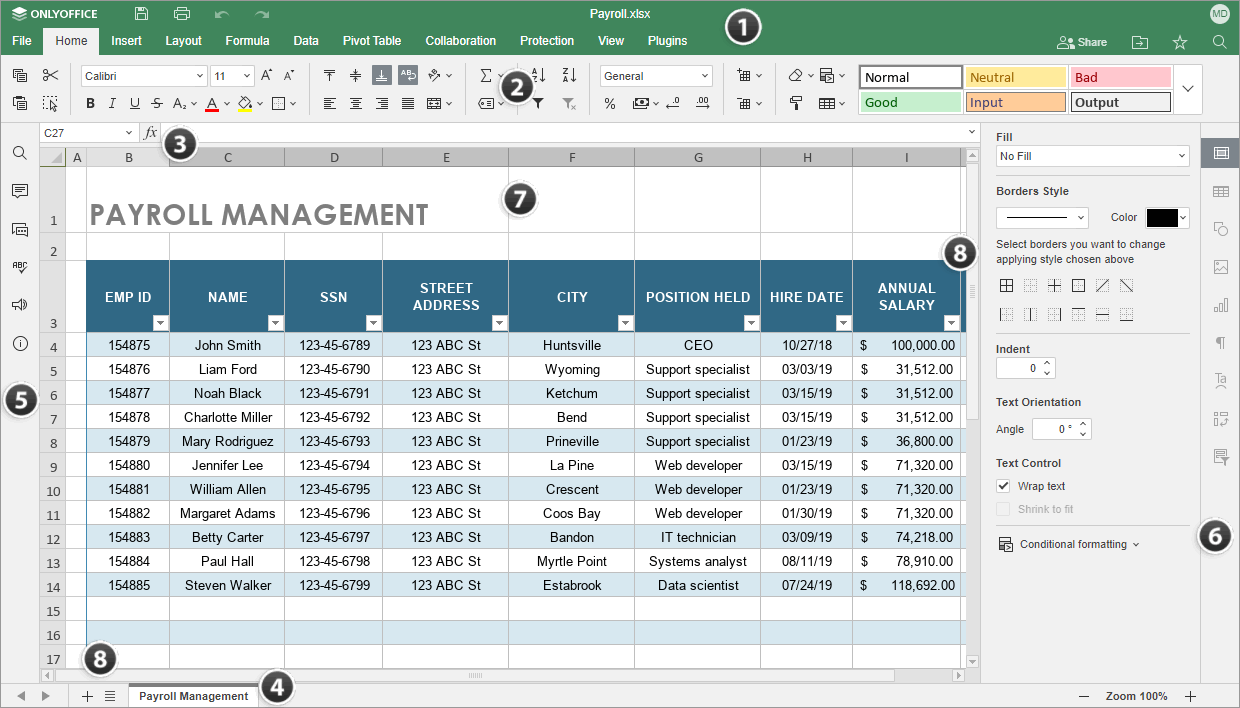 ONLYOFFICE Payroll.xlsx MD
File Home Insert Layout Formula Data Pivot Table Collaboration Protection View Plugins 1 Share
Calibri 11 A A General Normal Neutral Bad
B I U S A2 A 2 % .0 .00 Good Input Output
C27 fx 3
A B C D E F G H I
1 PAYROLL MANAGEMENT 7
2
3 EMP ID NAME SSN STREET ADDRESS CITY POSITION HELD HIRE DATE ANNUAL SALARY
4 154875 John Smith 123-45-6789 123 ABC St Huntsville CEO 10/27/18 $ 100,000.00
5 154876 Liam Ford 123-45-6790 123 ABC St Wyoming Support specialist 03/03/19 $ 31,512.00
6 154877 Noah Black 123-45-6791 123 ABC St Ketchum Support specialist 03/15/19 $ 31,512.00
7 154878 Charlotte Miller 123-45-6792 123 ABC St Bend Support specialist 03/15/19 $ 31,512.00
8 154879 Mary Rodriguez 123-45-6793 123 ABC St Prineville Support specialist 01/23/19 $ 36,800.00
9 154880 Jennifer Lee 123-45-6794 123 ABC St La Pine Web developer 03/15/19 $ 71,320.00
10 154881 William Allen 123-45-6795 123 ABC St Crescent Web developer 01/23/19 $ 71,320.00
11 154882 Margaret Adams 123-45-6796 123 ABC St Coos Bay Web developer 01/30/19 $ 71,320.00
12 154883 Betty Carter 123-45-6797 123 ABC St Bandon IT technician 03/09/19 $ 74,218.00
13 154884 Paul Hall 123-45-6798 123 ABC St Myrtle Point Systems analyst 08/11/19 $ 78,910.00
14 154885 Steven Walker 123-45-6799 123 ABC St Estabrook Data scientist 07/24/19 $ 118,692.00
15
16
17
8
5
8
Fill
No Fill
Borders Style
Color
Select borders you want to change
applying style chosen above
Indent
0
Text Orientation
Angle 0 °
Text Control
Wrap text
Shrink to fit
Conditional formatting
6
Payroll Management 4 Zoom 100%